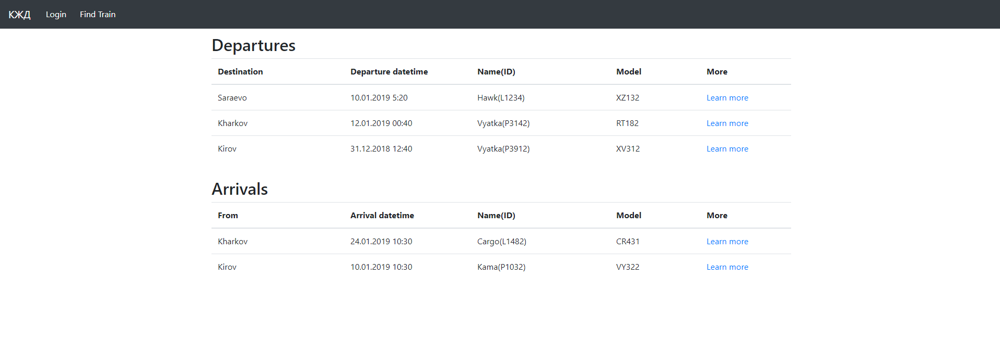 КЖД Login Find Train
Departures
Destination Departure datetime Name(ID) Model More
Saraevo 10.01.2019 5:20 Hawk(L1234) XZ132 Learn more
Kharkov 12.01.2019 00:40 Vyatka(P3142) RT182 Learn more
Kirov 31.12.2018 12:40 Vyatka(P3912) XV312 Learn more
Arrivals
From Arrival datetime Name(ID) Model More
Kharkov 24.01.2019 10:30 Cargo(L1482) CR431 Learn more
Kirov 10.01.2019 10:30 Kama(P1032) VY322 Learn more